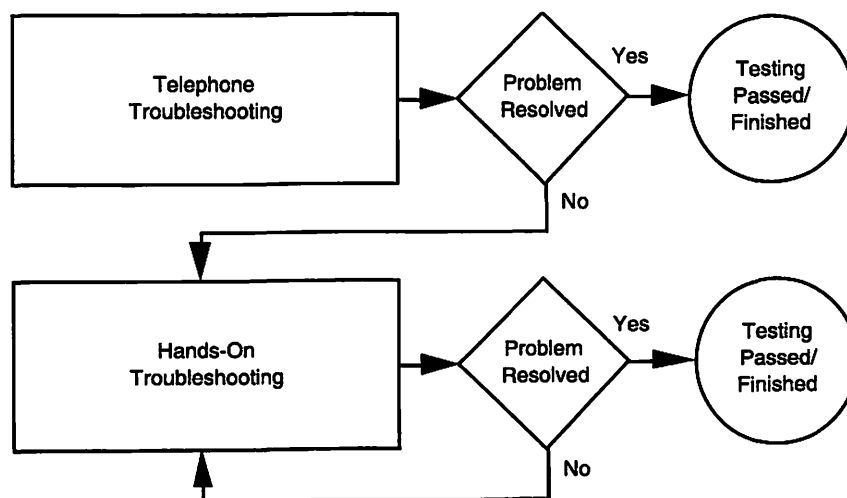 Telephone
Troubleshooting
Problem
Resolved
Yes
Testing
Passed/
Finished
No
Hands-On
Troubleshooting
Problem
Resolved
Yes
Testing
Passed/
Finished
No